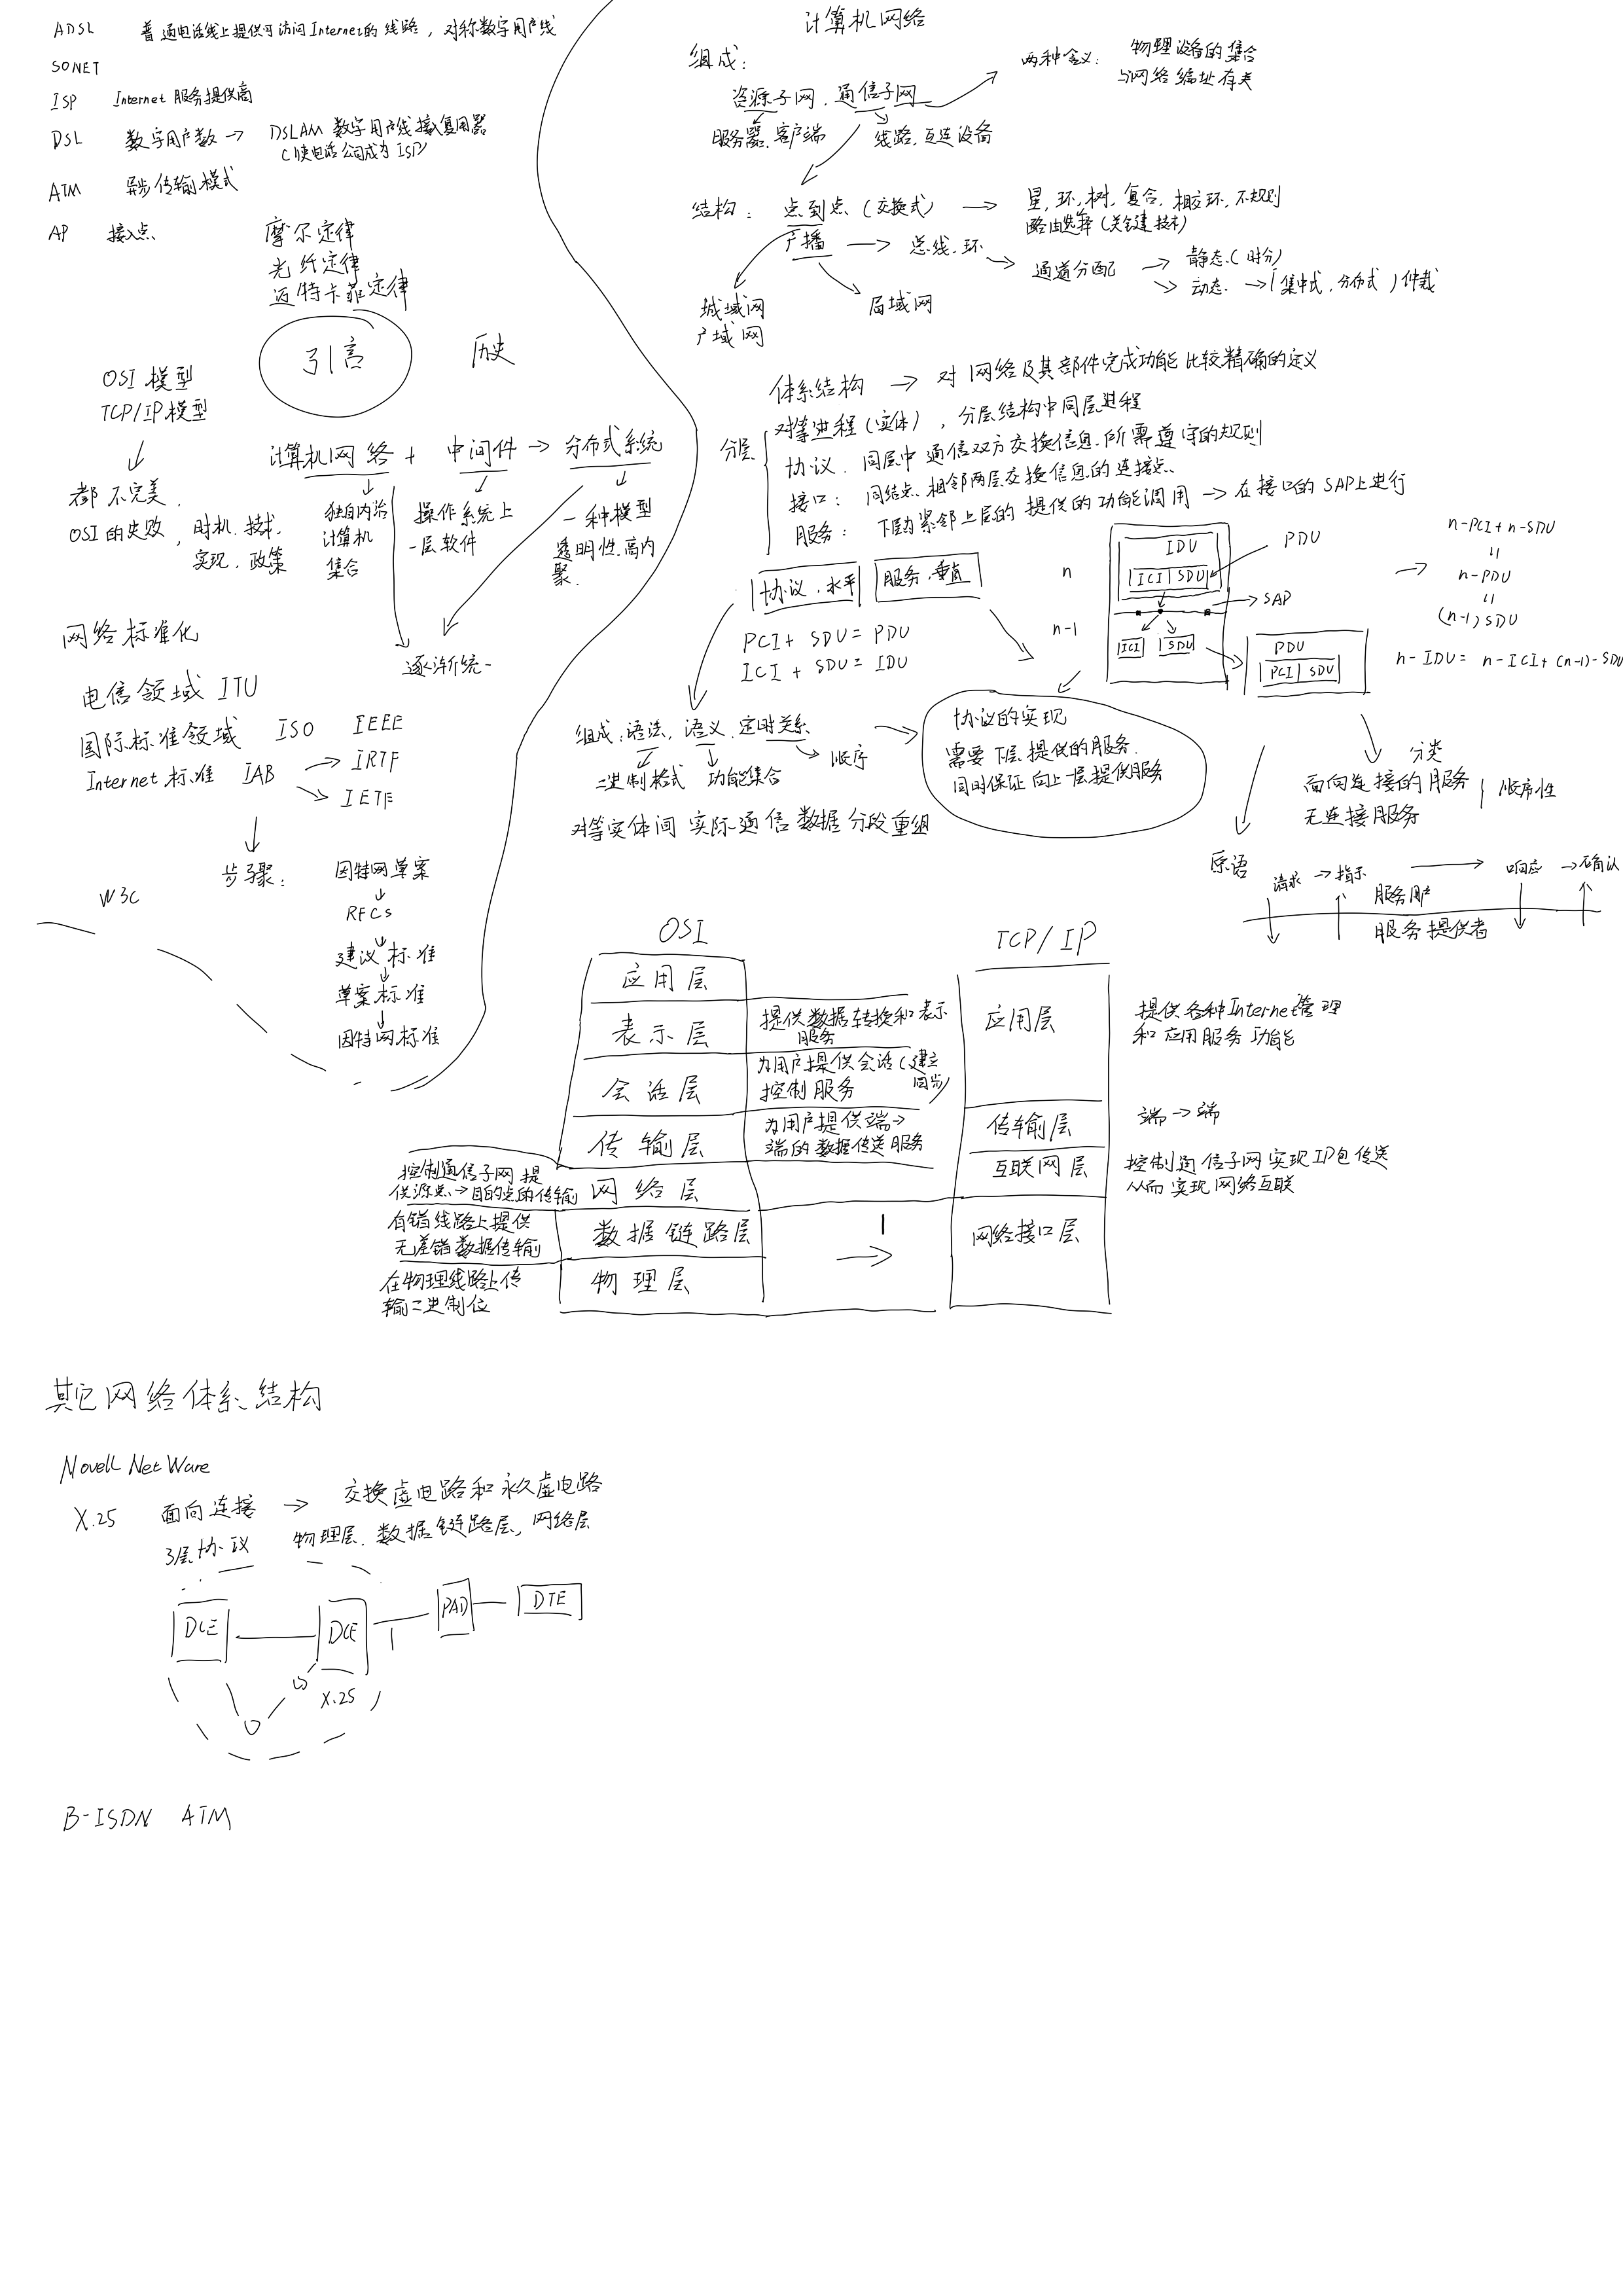 ADSL 普通电话线上提供可访问Internet的线路，对称数字用户线
SONET
ISP Internet服务提供商
DSL 数字用户数 → DSLAM 数字用户线接入复用器
(使电话公司成为ISP)
ATM 异步传输模式
AP 接入点
摩尔定律
光纤定律
迈特卡菲定律
引言 历史
OSI 模型
TCP/IP模型
都不完美.
OSI的失败，时机.技术.
实现.政策
计算机网络 + 中间件 → 分布式系统
独自内治
计算机
集合
操作系统上
一层软件
一种模型
透明性.高内
聚.
逐渐统一
网络标准化
电信领域 ITU
国际标准领域 ISO IEEE
Internet 标准 IAB → IRTF
→ IETF
W3C
步骤：
因特网草案
RFCs
建议标准
草案标准
因特网标准
计算机网络
组成：
资源子网．通信子网
服务器.客户端 线路.互连设备
两种含义：物理设备的集合
与网络编址有关
结构：点到点（交换式） → 星，环，树，复合，相交环，不规则
路由选择（关键技术）
广播 → 总线.环 → 通道分配 → 静态（时分）
→ 动态 →（集中式，分布式）仲裁
城域网
广域网
局域网
体系结构 → 对网络及其部件完成功能比较精确的定义
分层
对等进程（实体），分层结构中同层进程
协议．同层中通信双方交换信息所需遵守的规则
接口：同结点.相邻两层交换信息的连接点
服务：下层为紧邻上层的提供的功能调用 → 在接口的SAP上进行
协议．水平 服务．垂直
PCI + SDU = PDU
ICI + SDU = IDU
n
n-1
IDU
ICI SDU
PDU
SAP
ICI SDU
PDU
PCI SDU
→ n-PCI + n-SDU
=
n-PDU
=
(n-1) SDU
n-IDU = n-ICI + (n-1)-SDU
组成：语法，语义.定时关系
二进制格式 功能集合 顺序
对等实体间 实际通信数据分段重组
协议的实现
需要下层提供的服务.
同时保证向上一层提供服务
分类
面向连接的服务
无连接服务
顺序性
原语
请求 → 指示 → 响应 → 确认
服务用户
服务提供者
OSI
应用层
表示层 提供数据转换和表示
服务
会话层 为用户提供会话（建立
同步）
控制服务
传输层 为用户提供端→
端的数据传送服务
网络层
控制通信子网提
供源点→目的点的传输
数据链路层
有错线路上提供
无差错数据传输
物理层
在物理线路上传
输二进制位
TCP/IP
应用层 提供各种Internet管理
和应用服务功能
传输层 端 → 端
互联网层 控制通信子网实现IP包传送
从而实现网络互联
网络接口层
其它网络体系结构
Novell NetWare
X.25 面向连接 → 交换虚电路和永久虚电路
3层协议 物理层.数据链路层，网络层
DCE DCE PAD DTE
X.25
B-ISDN ATM